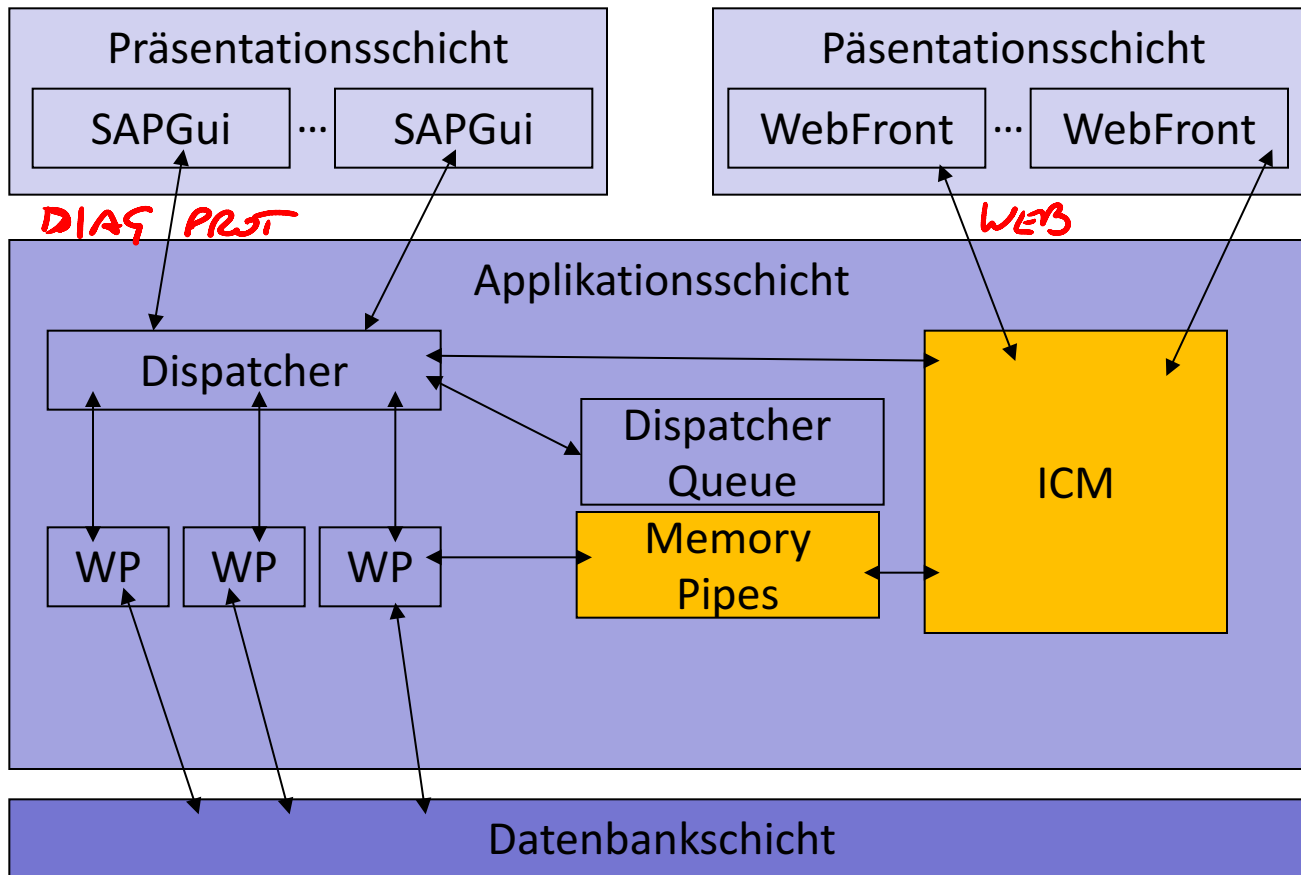 Präsentationsschicht
SAPGui ... SAPGui
Päsentationsschicht
WebFront ... WebFront
DIAG PROT
WEB
Applikationsschicht
Dispatcher
Dispatcher
Queue
ICM
WP
WP
WP
Memory
Pipes
Datenbankschicht